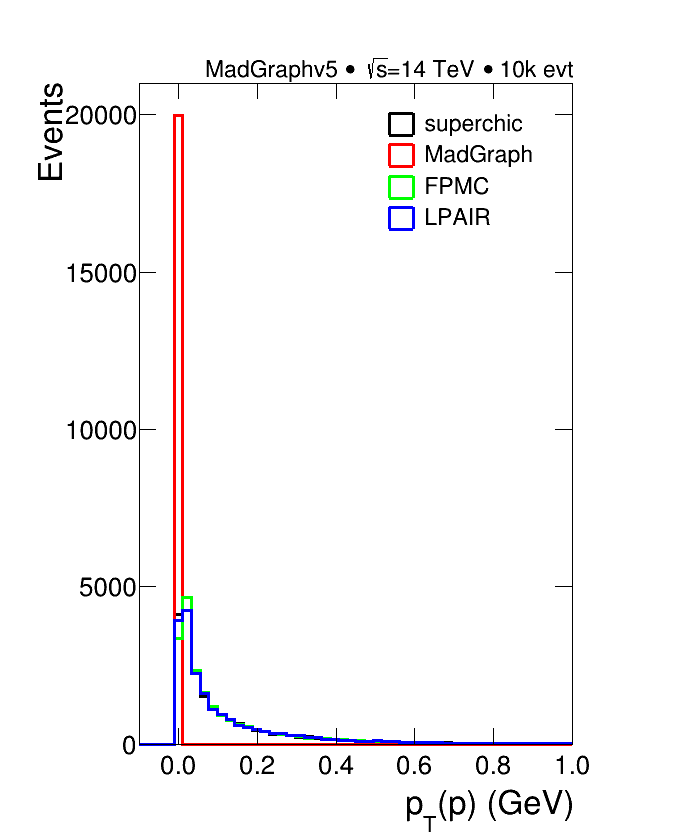 MadGraphv5 • √s=14 TeV • 10k evt
Events
20000
15000
10000
5000
0
superchic
MadGraph
FPMC
LPAIR
0.0 0.2 0.4 0.6 0.8 1.0
pT(p) (GeV)